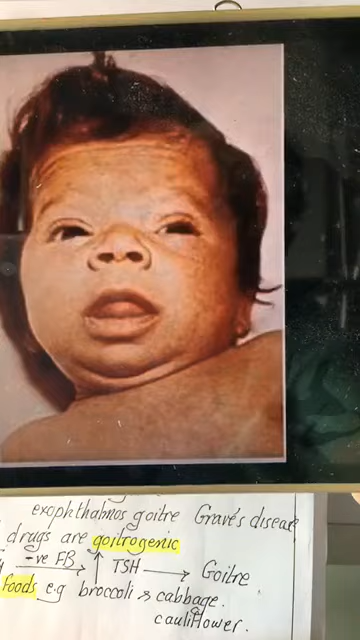 exophthalmos goitre Grave's disease
drugs are goitrogenic
-ve FB → ↑ TSH → Goitre
Foods e.g broccoli & cabbage.
cauliflower.